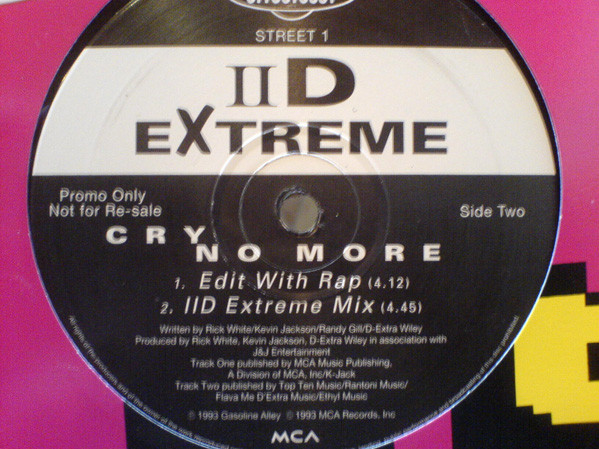 STREET 1
IID
EXTREME
Promo Only
Not for Re-sale
Side Two
CRY
NO MORE
1. Edit With Rap (4.12)
2. IID Extreme Mix (4.45)
Written by Rick White/Kevin Jackson/Randy Gill/D-Extra Wiley
Produced by Rick White, Kevin Jackson, D-Extra Wiley in association with
J&J Entertainment
Track One published by MCA Music Publishing,
A Division of MCA, Inc/K-Jack
Track Two published by Top Ten Music/Rantoni Music/
Flava Me D'Extra Music/Ethyl Music
℗ 1993 Gasoline Alley © 1993 MCA Records, Inc
MCA